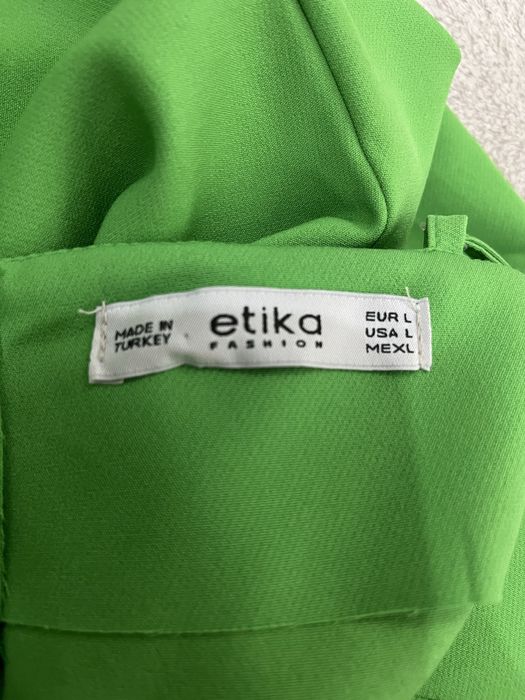 MADE IN
TURKEY
etika
FASHION
EUR L
USA L
MEXL